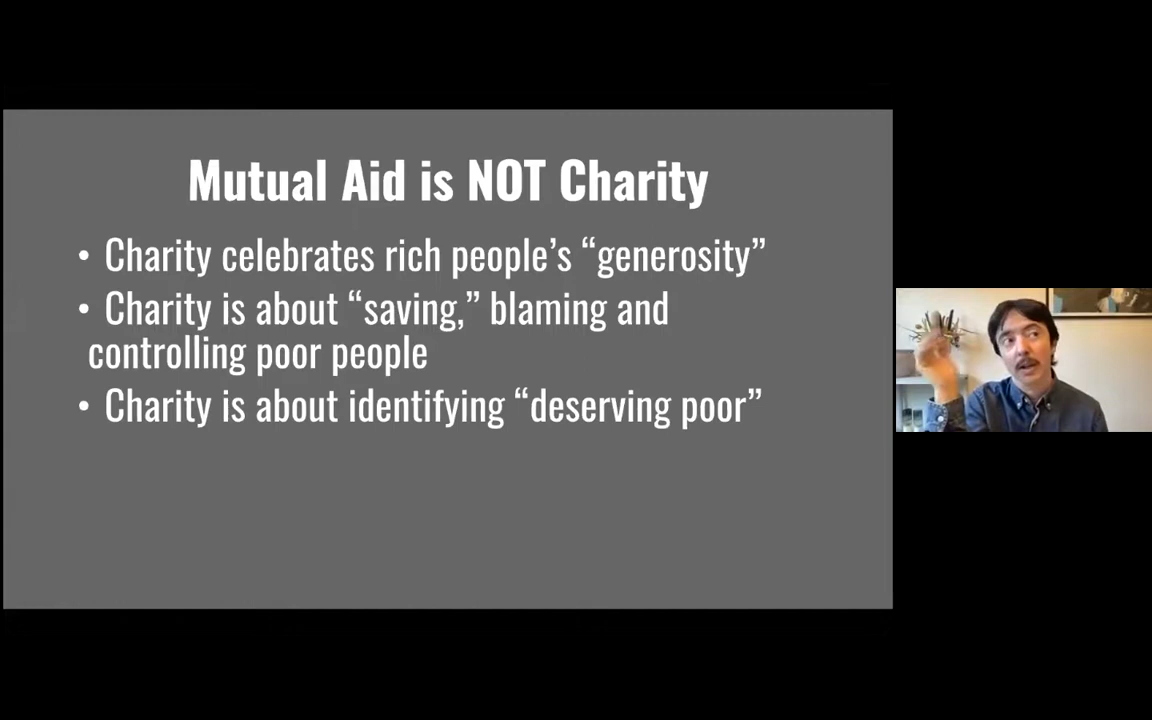 Mutual Aid is NOT Charity
• Charity celebrates rich people’s “generosity”
• Charity is about “saving,” blaming and
controlling poor people
• Charity is about identifying “deserving poor”